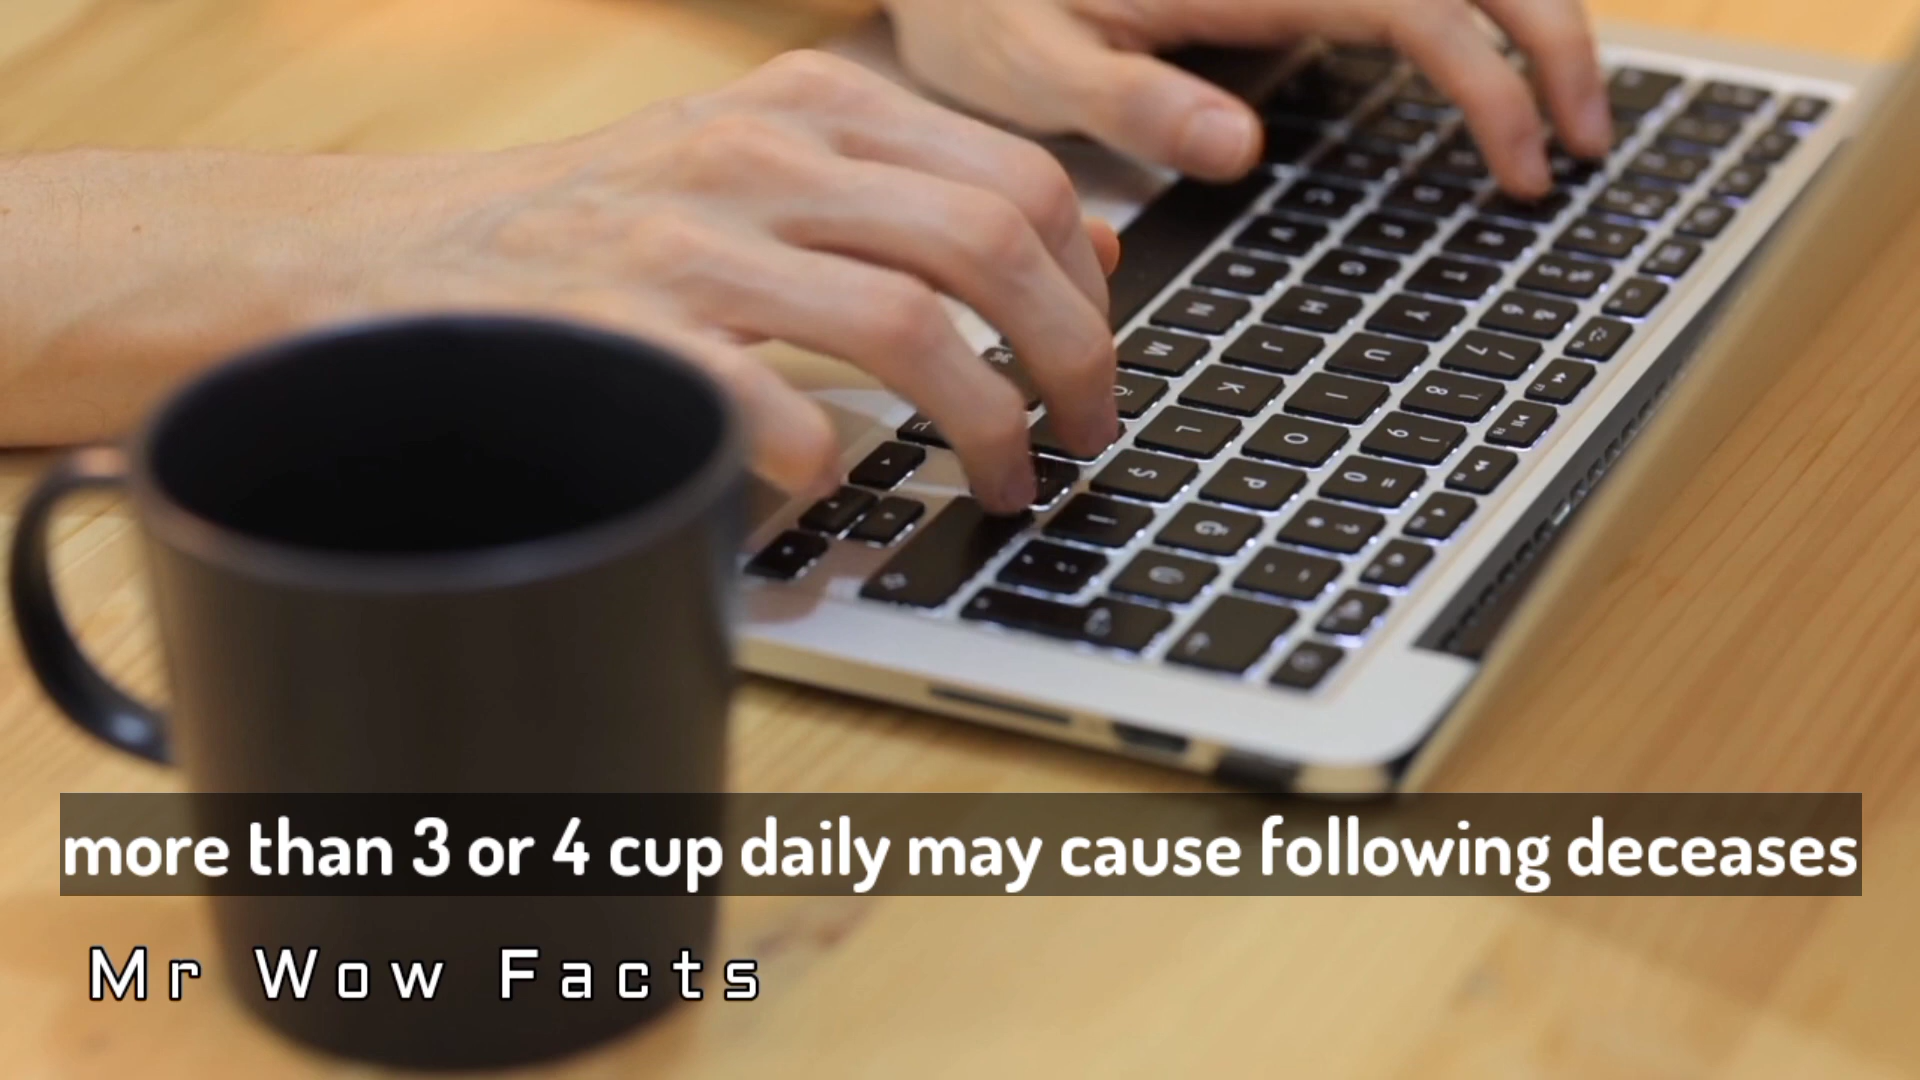 more than 3 or 4 cup daily may cause following deceases
Mr Wow Facts